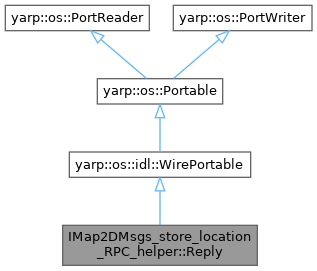 yarp::os::PortReader
yarp::os::PortWriter
yarp::os::Portable
yarp::os::idl::WirePortable
IMap2DMsgs_store_location
_RPC_helper::Reply